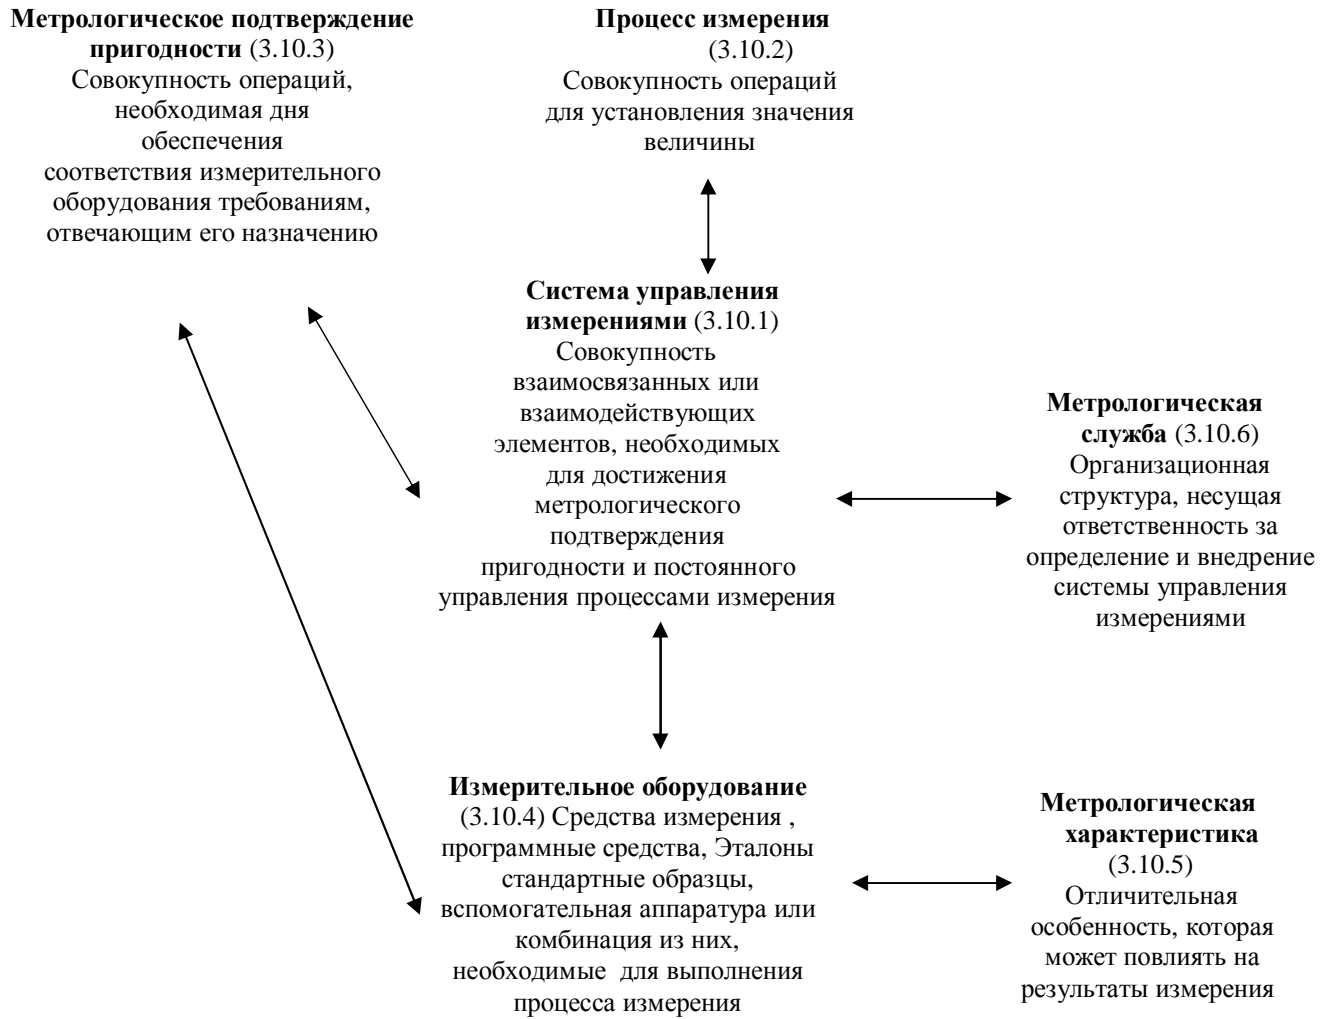 Метрологическое подтверждение
пригодности (3.10.3)
Совокупность операций,
необходимая дня
обеспечения
соответствия измерительного
оборудования требованиям,
отвечающим его назначению
Процесс измерения
(3.10.2)
Совокупность операций
для установления значения
величины
Система управления
измерениями (3.10.1)
Совокупность
взаимосвязанных или
взаимодействующих
элементов, необходимых
для достижения
метрологического
подтверждения
пригодности и постоянного
управления процессами измерения
Метрологическая
служба (3.10.6)
Организационная
структура, несущая
ответственность за
определение и внедрение
системы управления
измерениями
Измерительное оборудование
(3.10.4) Средства измерения ,
программные средства, Эталоны
стандартные образцы,
вспомогательная аппаратура или
комбинация из них,
необходимые для выполнения
процесса измерения
Метрологическая
характеристика
(3.10.5)
Отличительная
особенность, которая
может повлиять на
результаты измерения